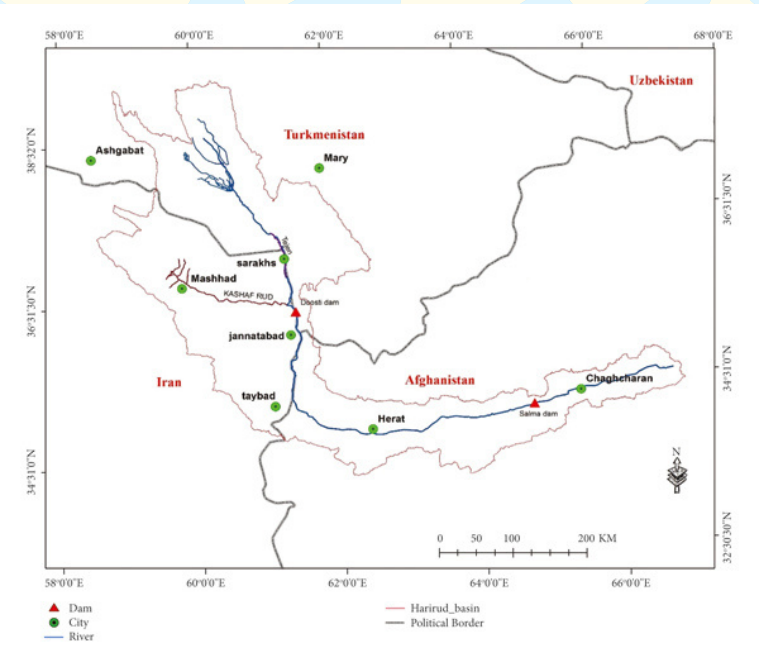 58°0'0"E 60°0'0"E 62°0'0"E 64°0'0"E 66°0'0"E 68°0'0"E
Uzbekistan
Turkmenistan
38°32'0"N
Ashgabat
Mary
36°31'30"N
Tejen
sarakhs
Mashhad
KASHAF RUD
Doosti dam
36°31'30"N
jannatabad
34°31'0"N
Iran
Afghanistan
Chaghcharan
taybad
Salma dam
Herat
N
34°31'0"N
32°30'30"N
0 50 100 200 KM
58°0'0"E 60°0'0"E 62°0'0"E 64°0'0"E 66°0'0"E
Dam
City
River
Harirud_basin
Political Border